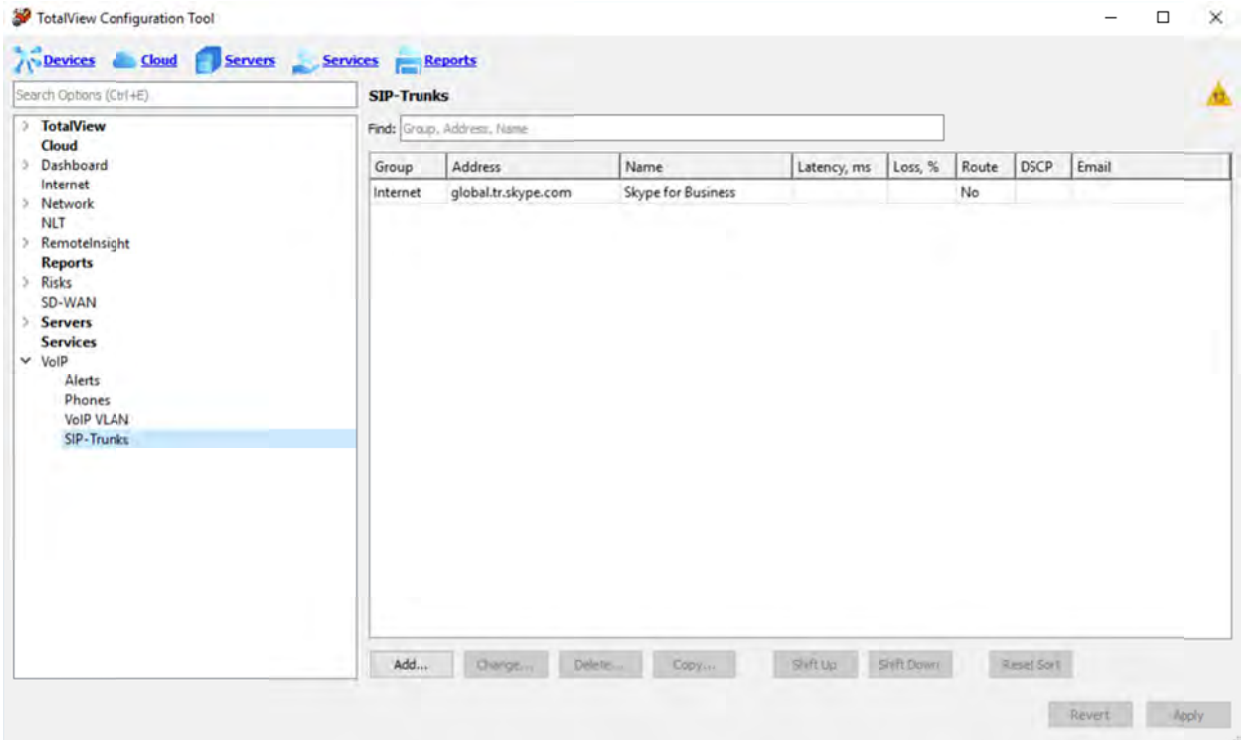 TotalView Configuration Tool
Devices Cloud Servers Services Reports
Search Options (Ctrl+E)
SIP-Trunks
TotalView
Find: Group, Address, Name
Cloud
Dashboard
Group Address Name Latency, ms Loss, % Route DSCP Email
Internet
Internet global.tr.skype.com Skype for Business No
Network
NLT
RemoteInsight
Reports
Risks
SD-WAN
Servers
Services
VoIP
Alerts
Phones
VoIP VLAN
SIP-Trunks
Add... Change... Delete... Copy... Shift Up Shift Down Reset Sort
Revert Apply